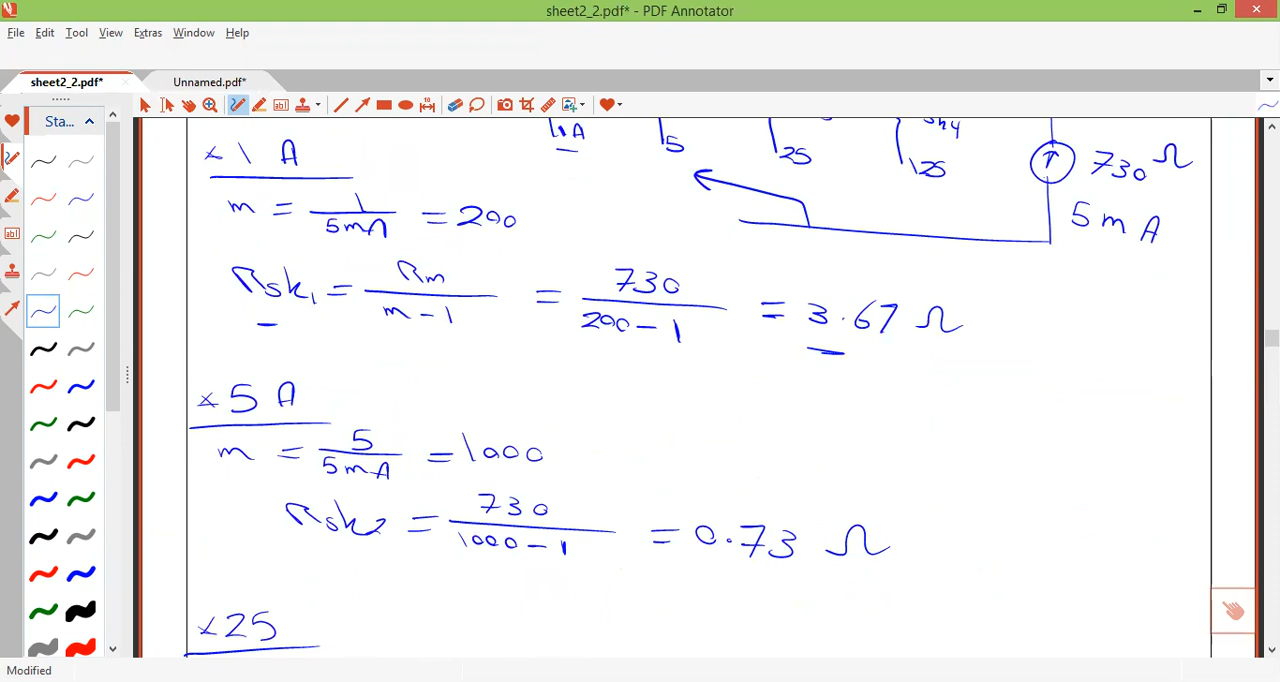 sheet2_2.pdf* - PDF Annotator
File Edit Tool View Extras Window Help
sheet2_2.pdf* Unnamed.pdf*
Sta...
1A 5 25 sh4 125
730 Ω
5 mA
× 1 A
m = 1 / 5mA = 200
Rsh1 = Rm / m - 1 = 730 / 200 - 1 = 3.67 Ω
× 5 A
m = 5 / 5mA = 1000
Rsh2 = 730 / 1000 - 1 = 0.73 Ω
× 25
Modified